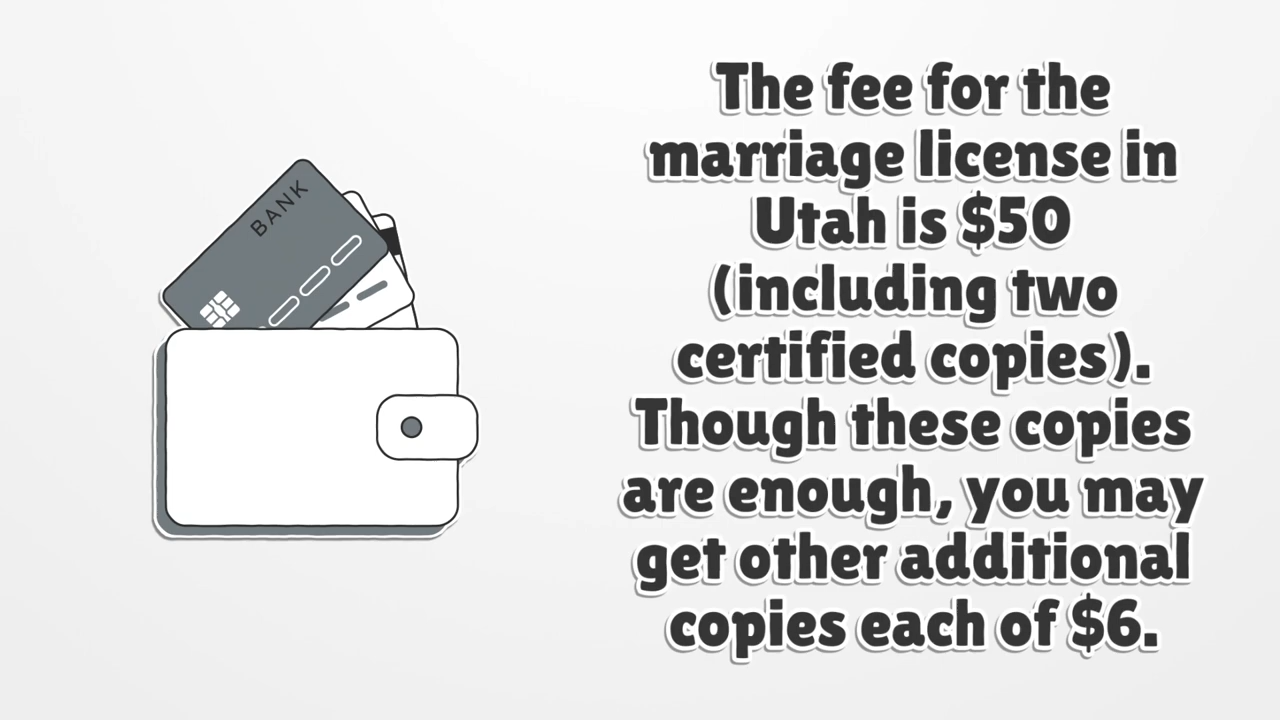 BANK
The fee for the
marriage license in
Utah is $50
(including two
certified copies).
Though these copies
are enough, you may
get other additional
copies each of $6.